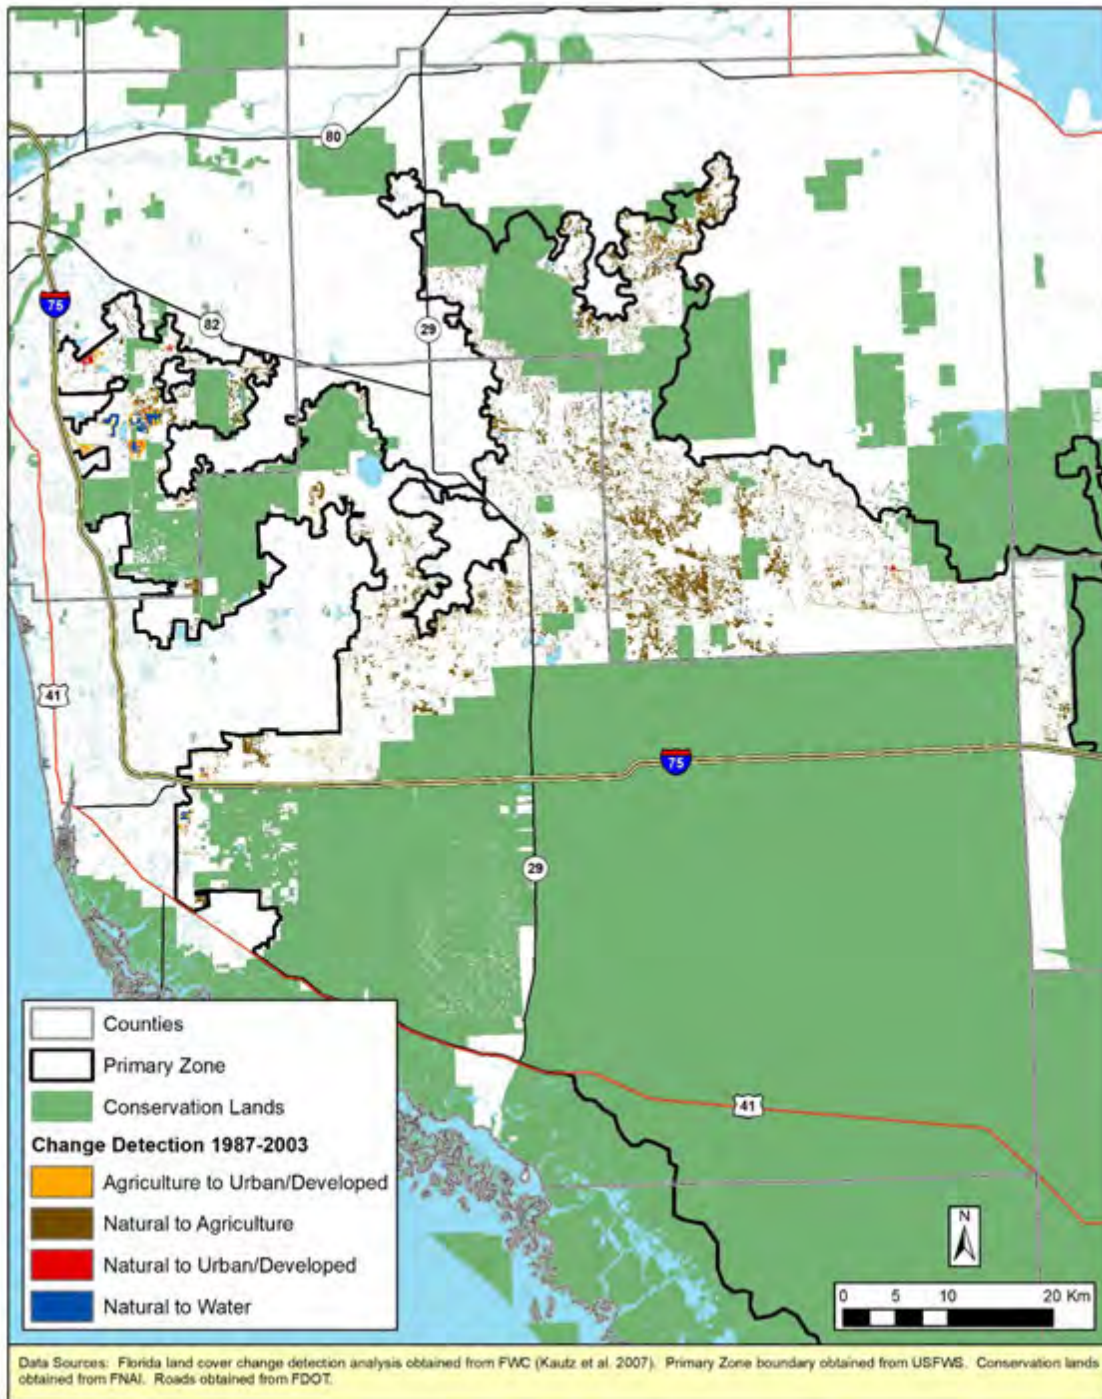 80
75
82
29
41
75
29
41
Counties
Primary Zone
Conservation Lands
Change Detection 1987-2003
Agriculture to Urban/Developed
Natural to Agriculture
Natural to Urban/Developed
Natural to Water
N
0 5 10 20 Km
Data Sources: Florida land cover change detection analysis obtained from FWC (Kautz et al. 2007). Primary Zone boundary obtained from USFWS. Conservation lands
obtained from FNAI. Roads obtained from FDOT.